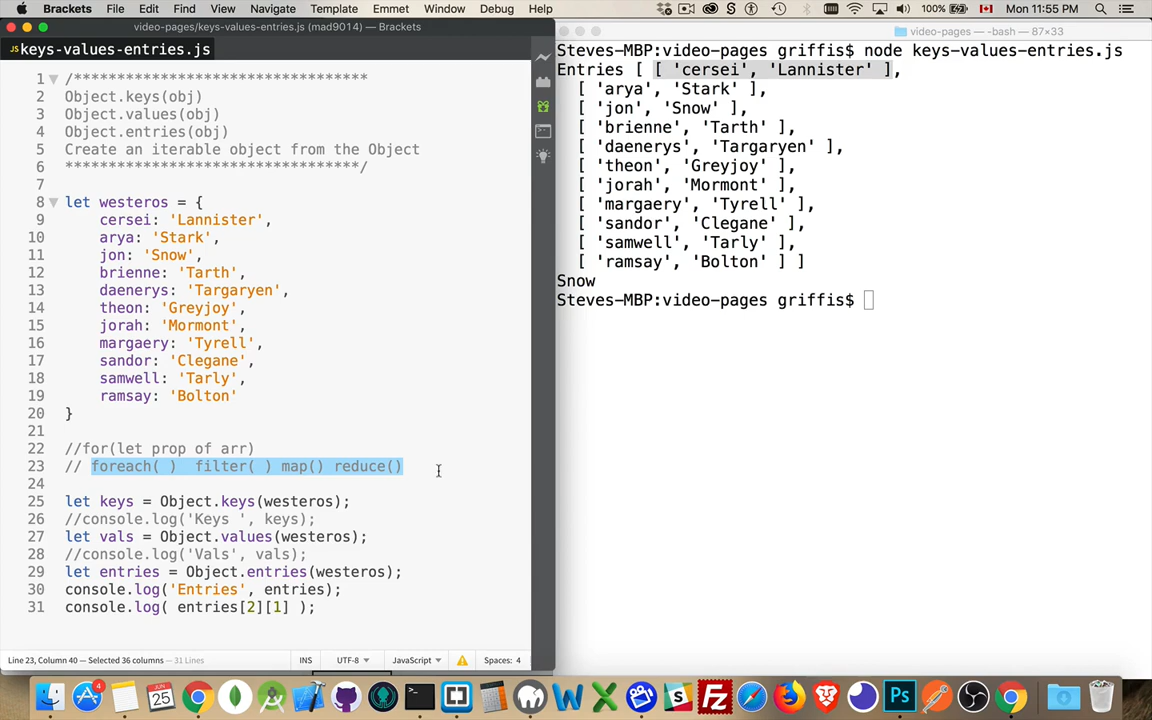 Brackets File Edit Find View Navigate Template Emmet Window Debug Help 100% Mon 11:55 PM
video-pages/keys-values-entries.js (mad9014) — Brackets
JS keys-values-entries.js
1 /*********************************
2 Object.keys(obj)
3 Object.values(obj)
4 Object.entries(obj)
5 Create an iterable object from the Object
6 *********************************/
7
8 let westeros = {
9 cersei: 'Lannister',
10 arya: 'Stark',
11 jon: 'Snow',
12 brienne: 'Tarth',
13 daenerys: 'Targaryen',
14 theon: 'Greyjoy',
15 jorah: 'Mormont',
16 margaery: 'Tyrell',
17 sandor: 'Clegane',
18 samwell: 'Tarly',
19 ramsay: 'Bolton'
20 }
21
22 //for(let prop of arr)
23 // foreach( ) filter( ) map() reduce()
24
25 let keys = Object.keys(westeros);
26 //console.log('Keys ', keys);
27 let vals = Object.values(westeros);
28 //console.log('Vals', vals);
29 let entries = Object.entries(westeros);
30 console.log('Entries', entries);
31 console.log( entries[2][1] );
Line 23, Column 40 — Selected 36 columns — 31 Lines INS UTF-8 JavaScript Spaces: 4
video-pages — -bash — 87×33
Steves-MBP:video-pages griffis$ node keys-values-entries.js
Entries [ [ 'cersei', 'Lannister' ],
[ 'arya', 'Stark' ],
[ 'jon', 'Snow' ],
[ 'brienne', 'Tarth' ],
[ 'daenerys', 'Targaryen' ],
[ 'theon', 'Greyjoy' ],
[ 'jorah', 'Mormont' ],
[ 'margaery', 'Tyrell' ],
[ 'sandor', 'Clegane' ],
[ 'samwell', 'Tarly' ],
[ 'ramsay', 'Bolton' ] ]
Snow
Steves-MBP:video-pages griffis$
4
JUN
25
W
X
S
FZ
Ps